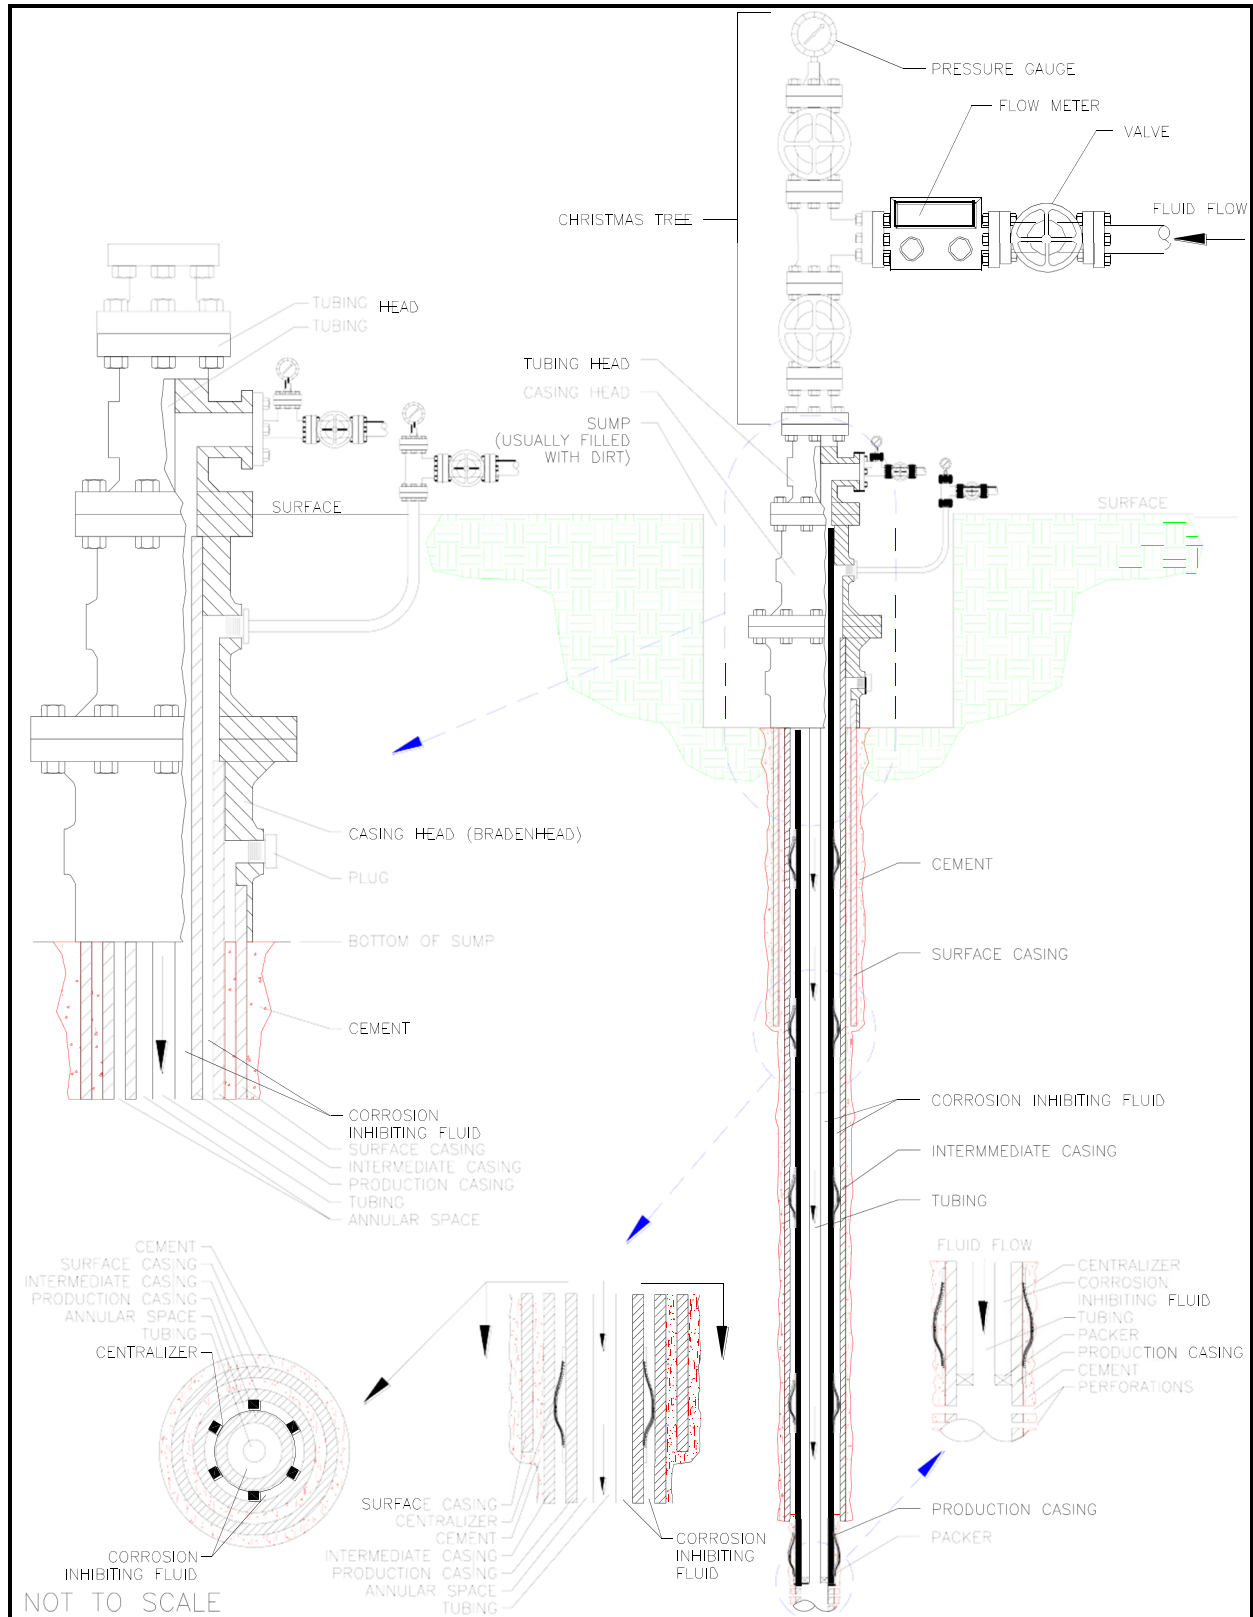 PRESSURE GAUGE
FLOW METER
VALVE
FLUID FLOW
CHRISTMAS TREE
TUBING HEAD
TUBING
TUBING HEAD
CASING HEAD
SUMP
(USUALLY FILLED
WITH DIRT)
SURFACE
SURFACE
CASING HEAD (BRADENHEAD)
PLUG
BOTTOM OF SUMP
CEMENT
CORROSION
INHIBITING FLUID
SURFACE CASING
INTERMEDIATE CASING
PRODUCTION CASING
TUBING
ANNULAR SPACE
CEMENT
SURFACE CASING
CORROSION INHIBITING FLUID
INTERMMEDIATE CASING
TUBING
CEMENT
SURFACE CASING
INTERMEDIATE CASING
PRODUCTION CASING
ANNULAR SPACE
TUBING
CENTRALIZER
CORROSION
INHIBITING FLUID
SURFACE CASING
CENTRALIZER
CEMENT
INTERMEDIATE CASING
PRODUCTION CASING
ANNULAR SPACE
TUBING
CORROSION
INHIBITING
FLUID
FLUID FLOW
CENTRALIZER
CORROSION
INHIBITING FLUID
TUBING
PACKER
PRODUCTION CASING
CEMENT
PERFORATIONS
PRODUCTION CASING
PACKER
NOT TO SCALE